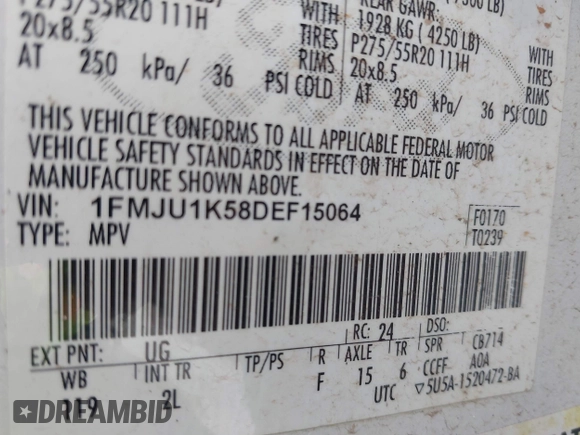 P275/55R20 111H WITH REAR GAWR:
20x8.5 TIRES 1928 KG ( 4250 LB)
RIMS P275/55R20 111H WITH
AT 250 kPa/ 36 PSI COLD 20x8.5 TIRES
AT 250 kPa/ 36 PSI COLD RIMS
THIS VEHICLE CONFORMS TO ALL APPLICABLE FEDERAL MOTOR
VEHICLE SAFETY STANDARDS IN EFFECT ON THE DATE OF
MANUFACTURE SHOWN ABOVE.
VIN: 1FMJU1K58DEF15064 F0170
TYPE: MPV T0239
EXT PNT: UG RC: 24 DSO:
WB INT TR TP/PS R AXLE TR SPR CB714
E19 2L F 15 6 CCFF A0A
UTC ▽5U5A-1520472-BA
DREAMBID